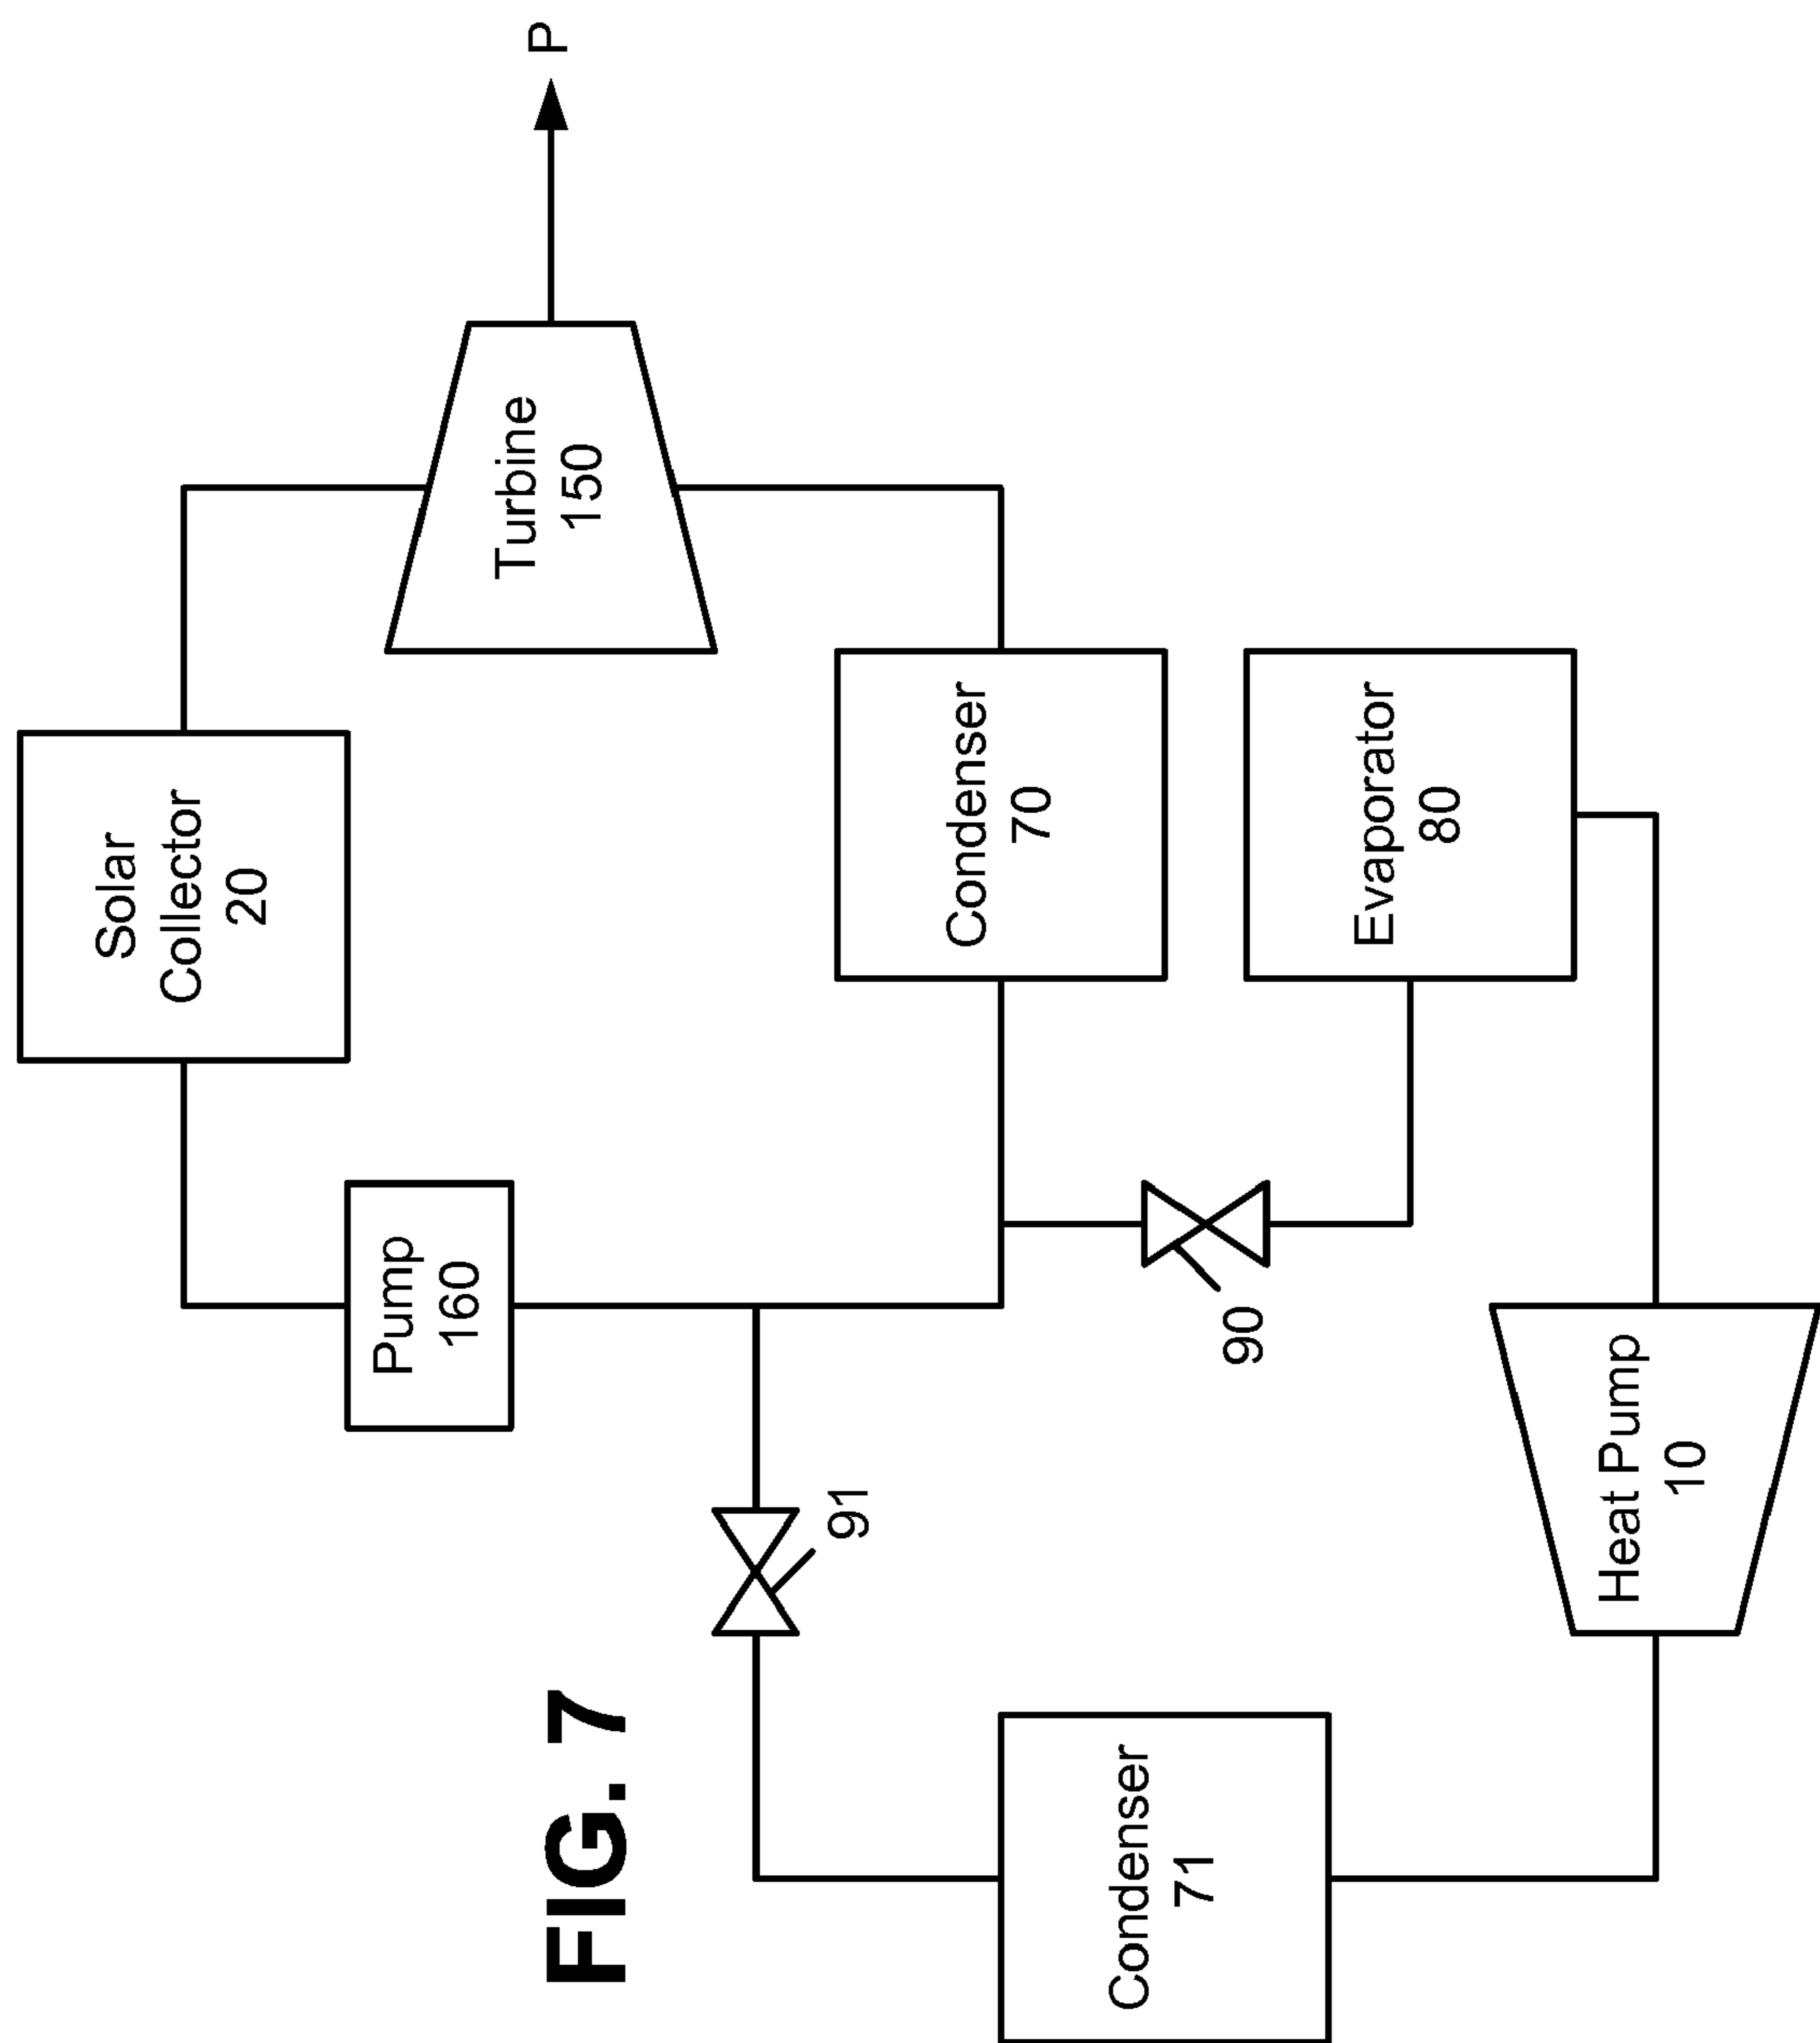 Solar
Collector
20
P
Turbine
150
Pump
160
Condenser
70
91
Evaporator
80
90
Condenser
71
Heat Pump
10
FIG. 7